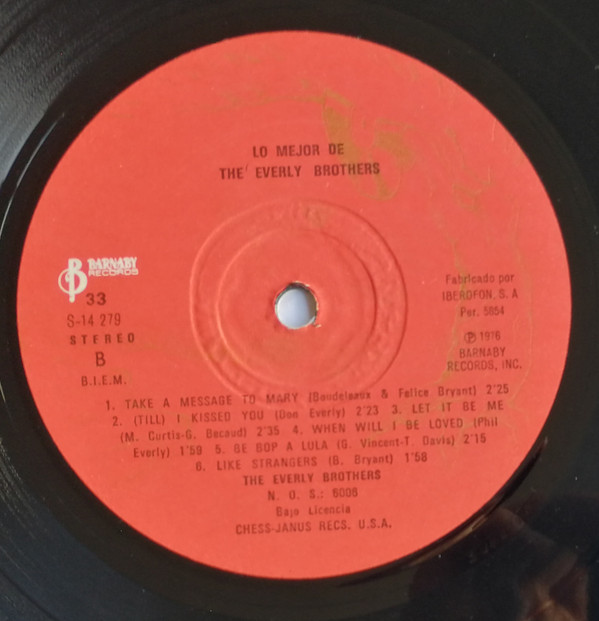 LO MEJOR DE
THE EVERLY BROTHERS
B
BARNABY
RECORDS
33
S-14 279
STEREO
B
B.I.E.M.
Fabricado por
IBEROFON, S. A
Per. 5854
Ⓟ 1976
BARNABY
RECORDS, INC.
1. TAKE A MESSAGE TO MARY (Boudeleaux & Felice Bryant) 2'25
2. (TILL) I KISSED YOU (Don Everly) 2'23 3. LET IT BE ME
(M. Curtis-G. Becaud) 2'35 4. WHEN WILL I BE LOVED (Phil
Everly) 1'59 5. BE BOP A LULA (G. Vincent-T. Davis) 2'15
6. LIKE STRANGERS (B. Bryant) 1'58
THE EVERLY BROTHERS
N. O. S.: 6006
Bajo Licencia
CHESS-JANUS RECS. U.S.A.